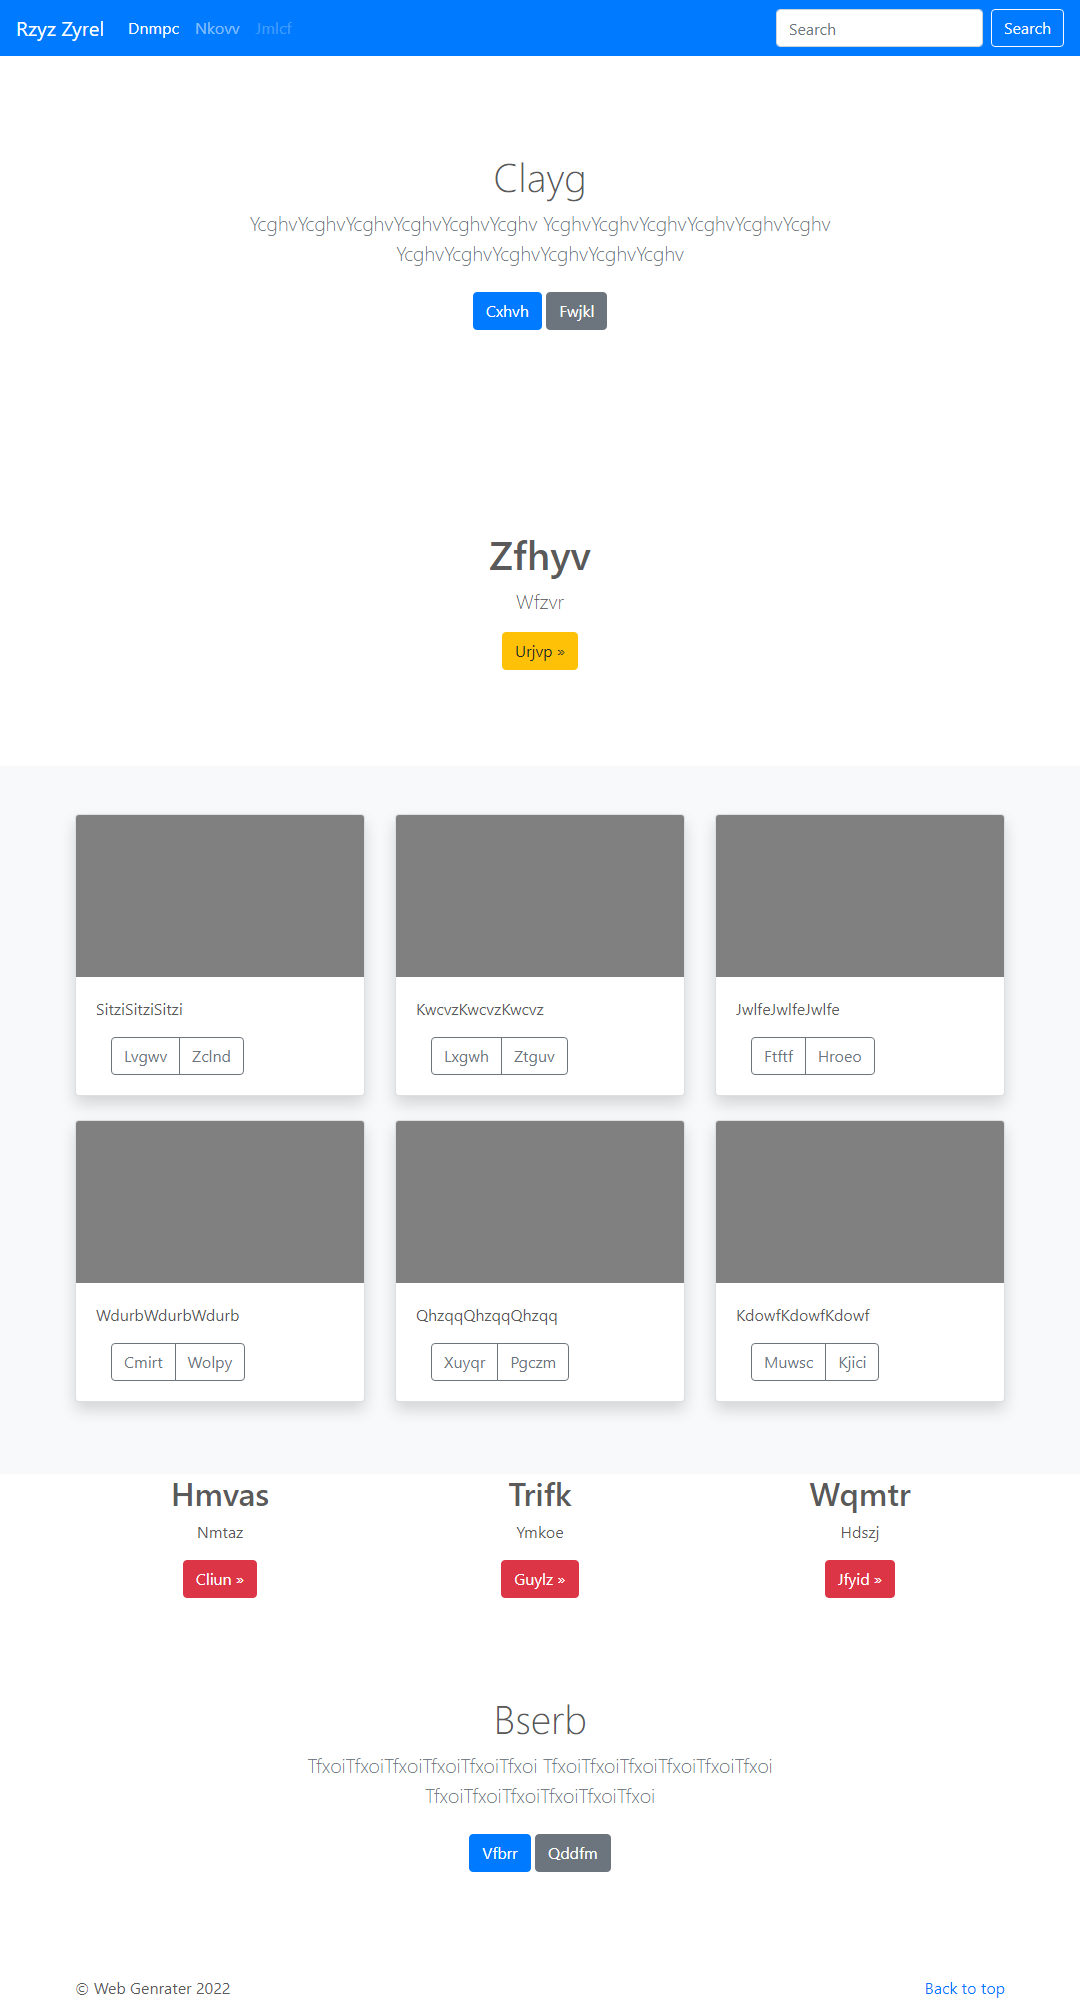 Rzyz Zyrel Dnmpc Nkovv Jmlcf Search Search
Clayg
YcghvYcghvYcghvYcghvYcghvYcghv YcghvYcghvYcghvYcghvYcghvYcghv
YcghvYcghvYcghvYcghvYcghvYcghv
Cxhvh Fwjkl
Zfhyv
Wfzvr
Urjvp »
SitziSitziSitzi
Lvgwv Zclnd
KwcvzKwcvzKwcvz
Lxgwh Ztguv
JwlfeJwlfeJwlfe
Ftftf Hroeo
WdurbWdurbWdurb
Cmirt Wolpy
QhzqqQhzqqQhzqq
Xuyqr Pgczm
KdowfKdowfKdowf
Muwsc Kjici
Hmvas
Nmtaz
Cliun »
Trifk
Ymkoe
Guylz »
Wqmtr
Hdszj
Jfyid »
Bserb
TfxoiTfxoiTfxoiTfxoiTfxoiTfxoi TfxoiTfxoiTfxoiTfxoiTfxoiTfxoi
TfxoiTfxoiTfxoiTfxoiTfxoiTfxoi
Vfbrr Qddfm
© Web Genrater 2022 Back to top